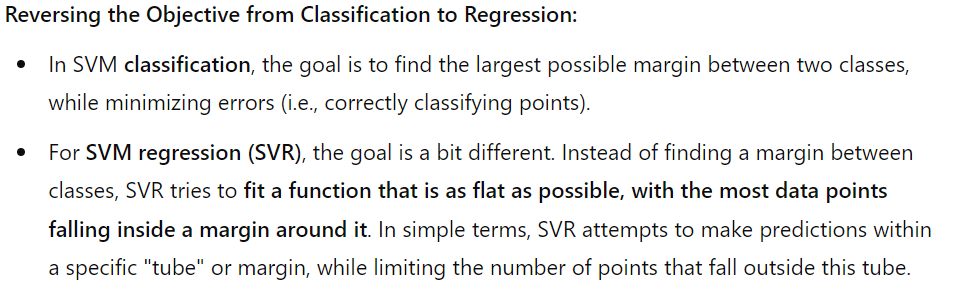 Reversing the Objective from Classification to Regression:
• In SVM classification, the goal is to find the largest possible margin between two classes,
while minimizing errors (i.e., correctly classifying points).
• For SVM regression (SVR), the goal is a bit different. Instead of finding a margin between
classes, SVR tries to fit a function that is as flat as possible, with the most data points
falling inside a margin around it. In simple terms, SVR attempts to make predictions within
a specific "tube" or margin, while limiting the number of points that fall outside this tube.